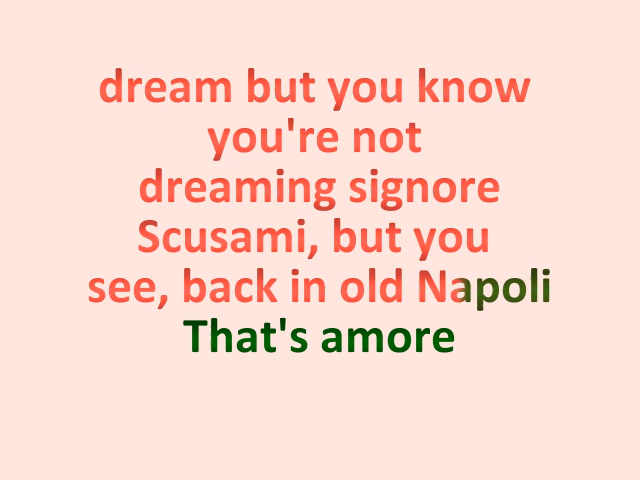 dream but you know
you're not
dreaming signore
Scusami, but you
see, back in old Napoli
That's amore